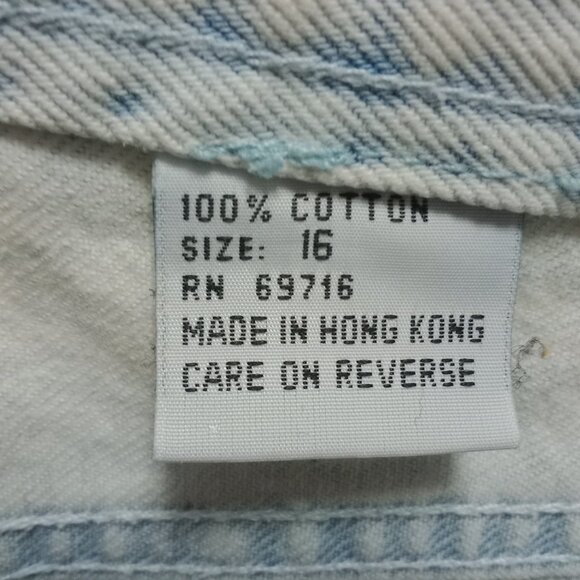 100% COTTON
SIZE: 16
RN 69716
MADE IN HONG KONG
CARE ON REVERSE